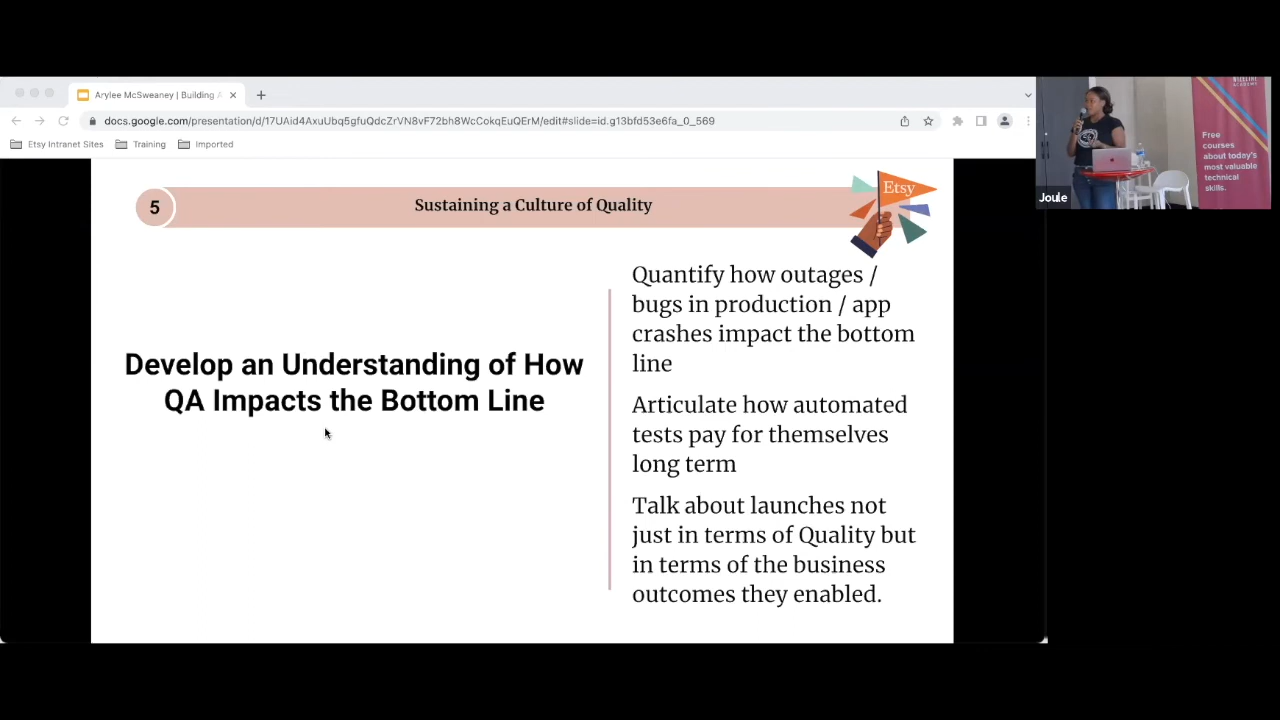 Arylee McSweaney | Building A
docs.google.com/presentation/d/17UAid4AxuUbq5gfuQdcZrVN8vF72bh8WcCokqEuQErM/edit#slide=id.g13bfd53e6fa_0_569
Etsy Intranet Sites
Training
Imported
5
Sustaining a Culture of Quality
Etsy
Develop an Understanding of How
QA Impacts the Bottom Line
Quantify how outages /
bugs in production / app
crashes impact the bottom
line
Articulate how automated
tests pay for themselves
long term
Talk about launches not
just in terms of Quality but
in terms of the business
outcomes they enabled.
ACADEMY
Free
courses
about today's
most valuable
technical
skills.
Joule